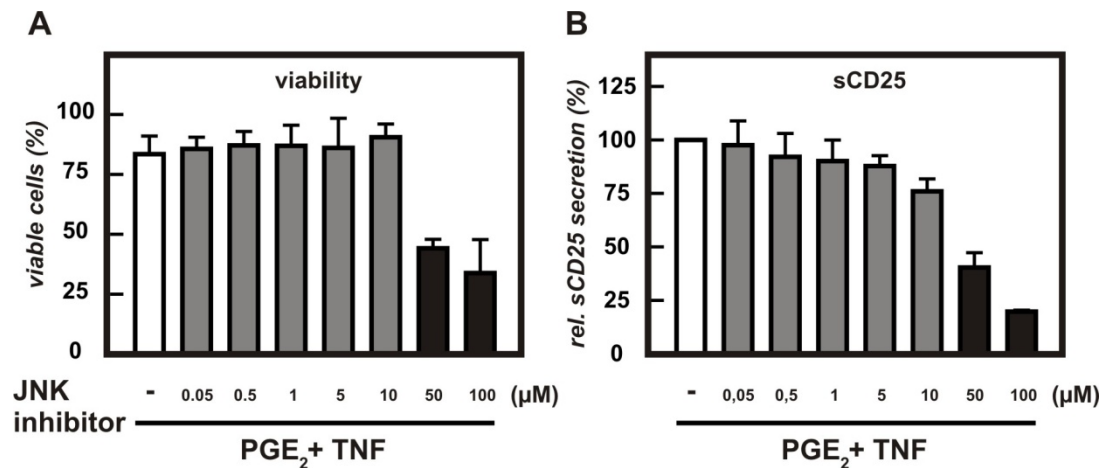 A
viability
viable cells (%)
100
75
50
25
0
JNK inhibitor
- 0.05 0.5 1 5 10 50 100 (µM)
PGE₂+ TNF
B
sCD25
rel. sCD25 secretion (%)
125
100
75
50
25
0
- 0,05 0,5 1 5 10 50 100 (µM)
PGE₂+ TNF